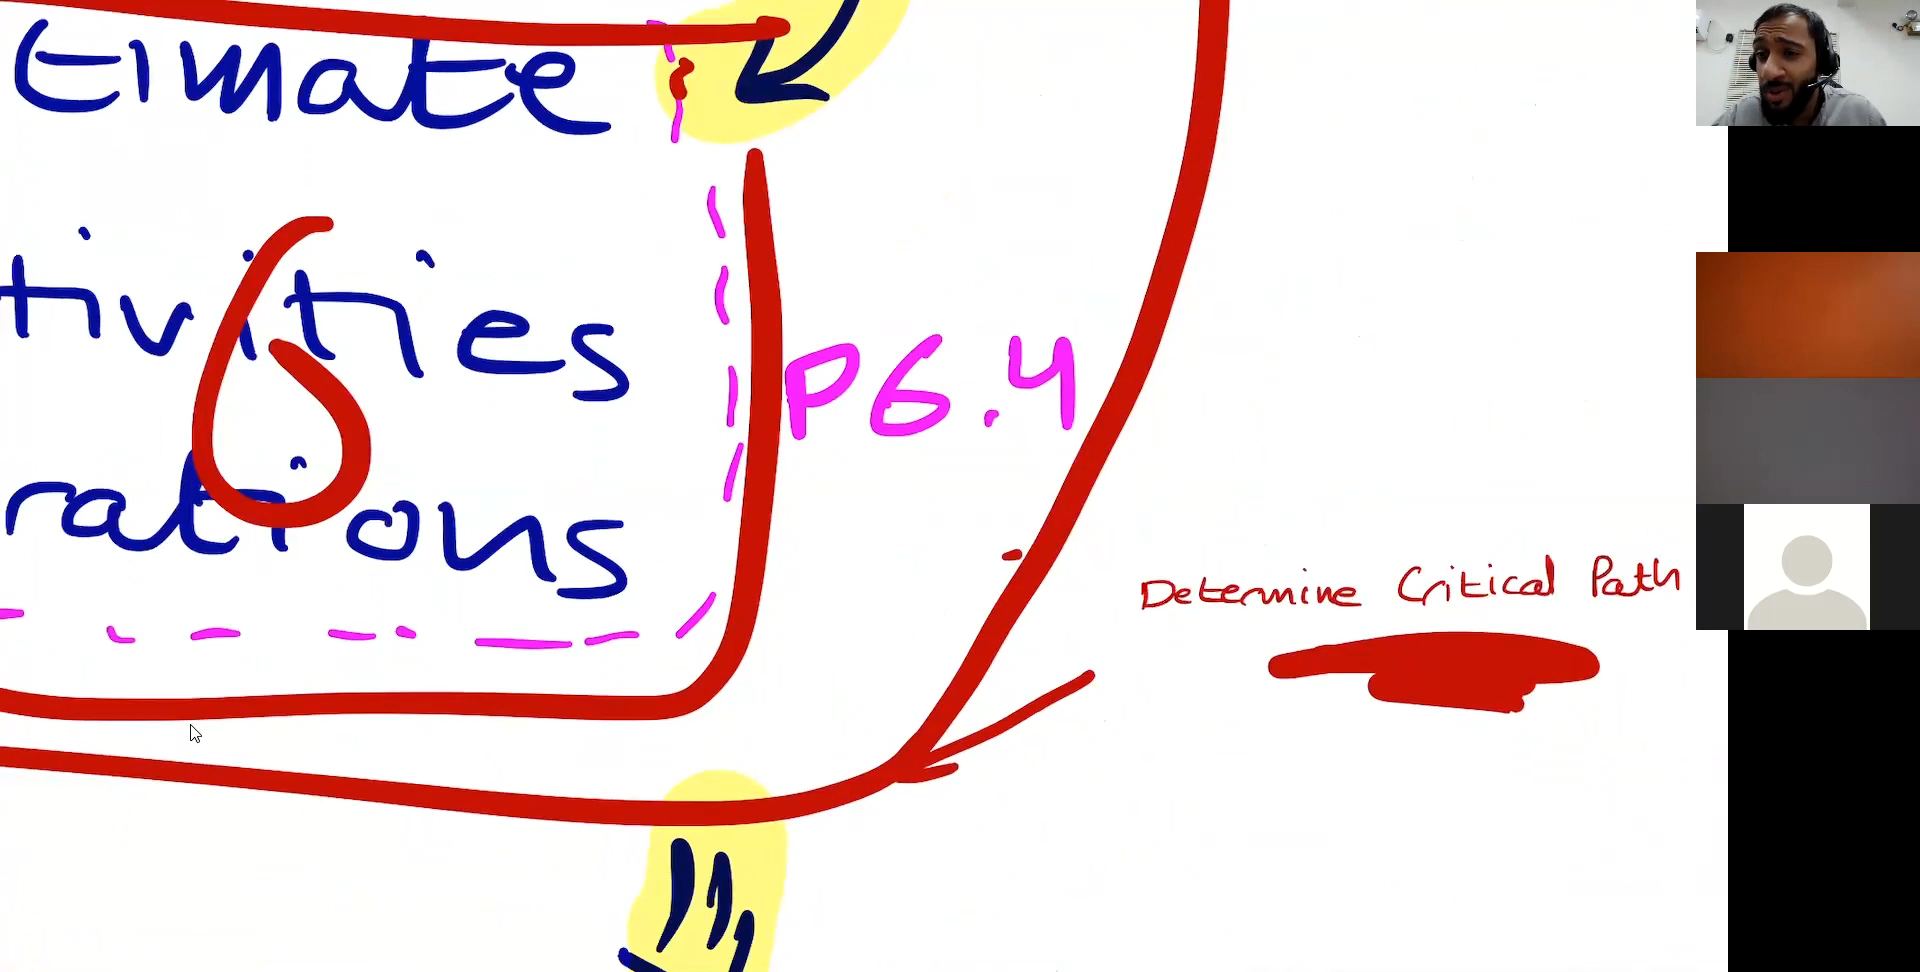 timate
tivities
P6.4
rations
Determine Critical Path